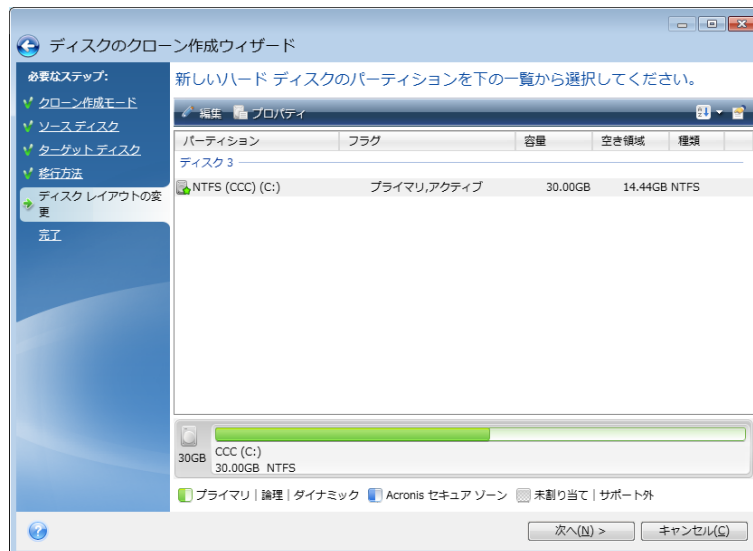 ディスクのクローン作成ウィザード
必要なステップ:
クローン作成モード
ソース ディスク
ターゲット ディスク
移行方法
ディスク レイアウトの変
更
完了
新しいハード ディスクのパーティションを下の一覧から選択してください。
編集 プロパティ
パーティション フラグ 容量 空き領域 種類
ディスク 3
NTFS (CCC) (C:) プライマリ,アクティブ 30.00GB 14.44GB NTFS
30GB
CCC (C:)
30.00GB NTFS
プライマリ | 論理 | ダイナミック Acronis セキュア ゾーン 未割り当て | サポート外
次へ(N) > キャンセル(C)